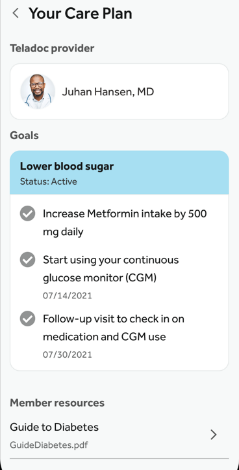 Your Care Plan
Teladoc provider
Juhan Hansen, MD
Goals
Lower blood sugar
Status: Active
Increase Metformin intake by 500
mg daily
Start using your continuous
glucose monitor (CGM)
07/14/2021
Follow-up visit to check in on
medication and CGM use
07/30/2021
Member resources
Guide to Diabetes
GuideDiabetes.pdf